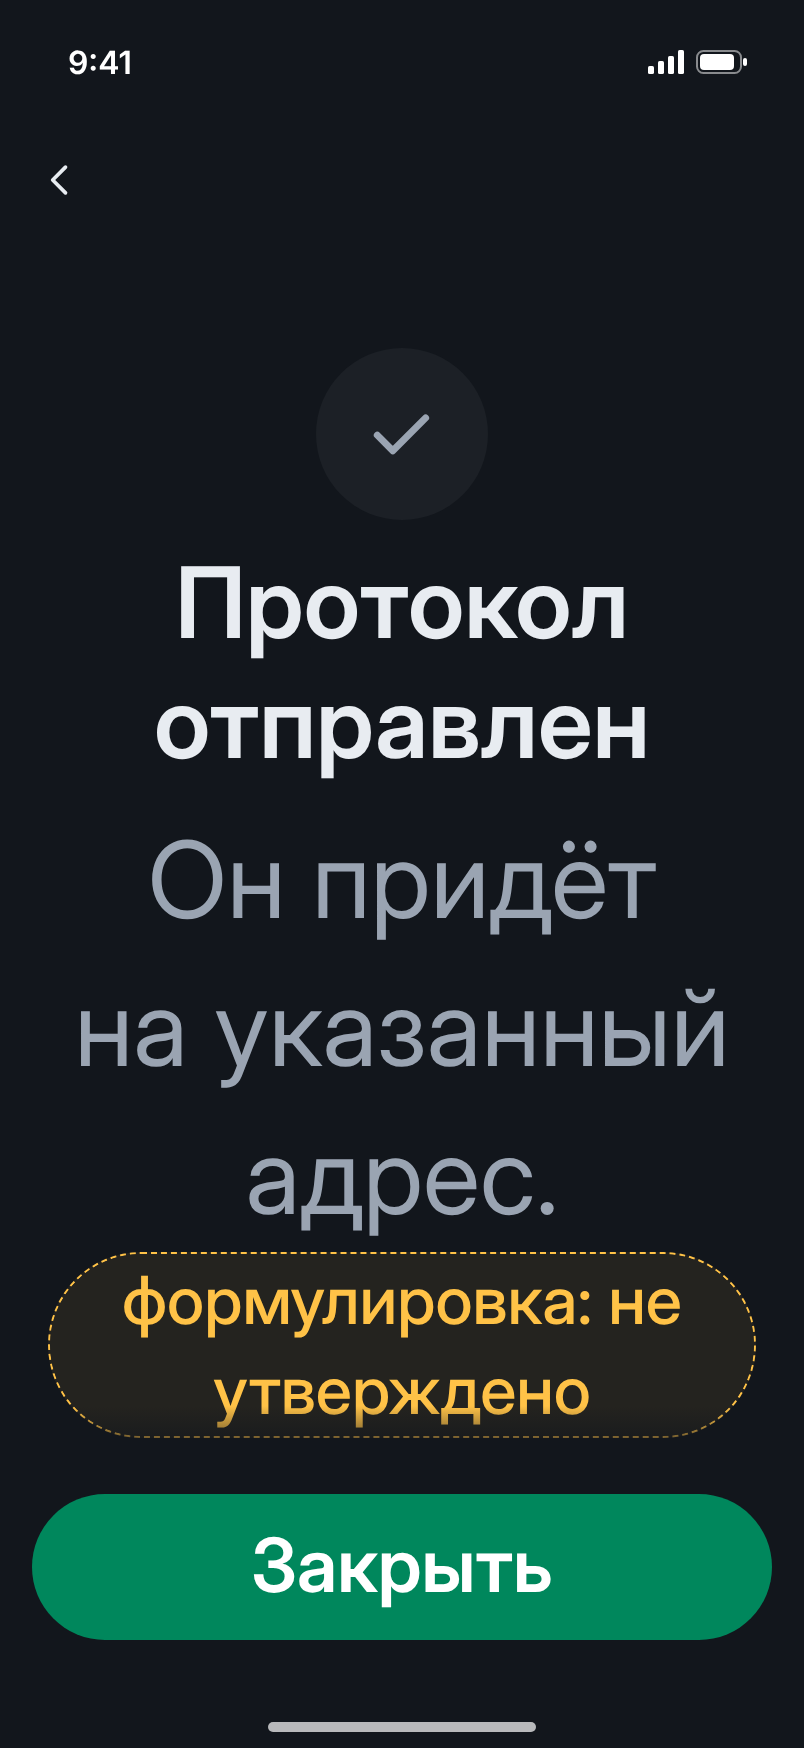 9:41
Протокол
отправлен
Он придёт
на указанный
адрес.
формулировка: не
утверждено
Закрыть